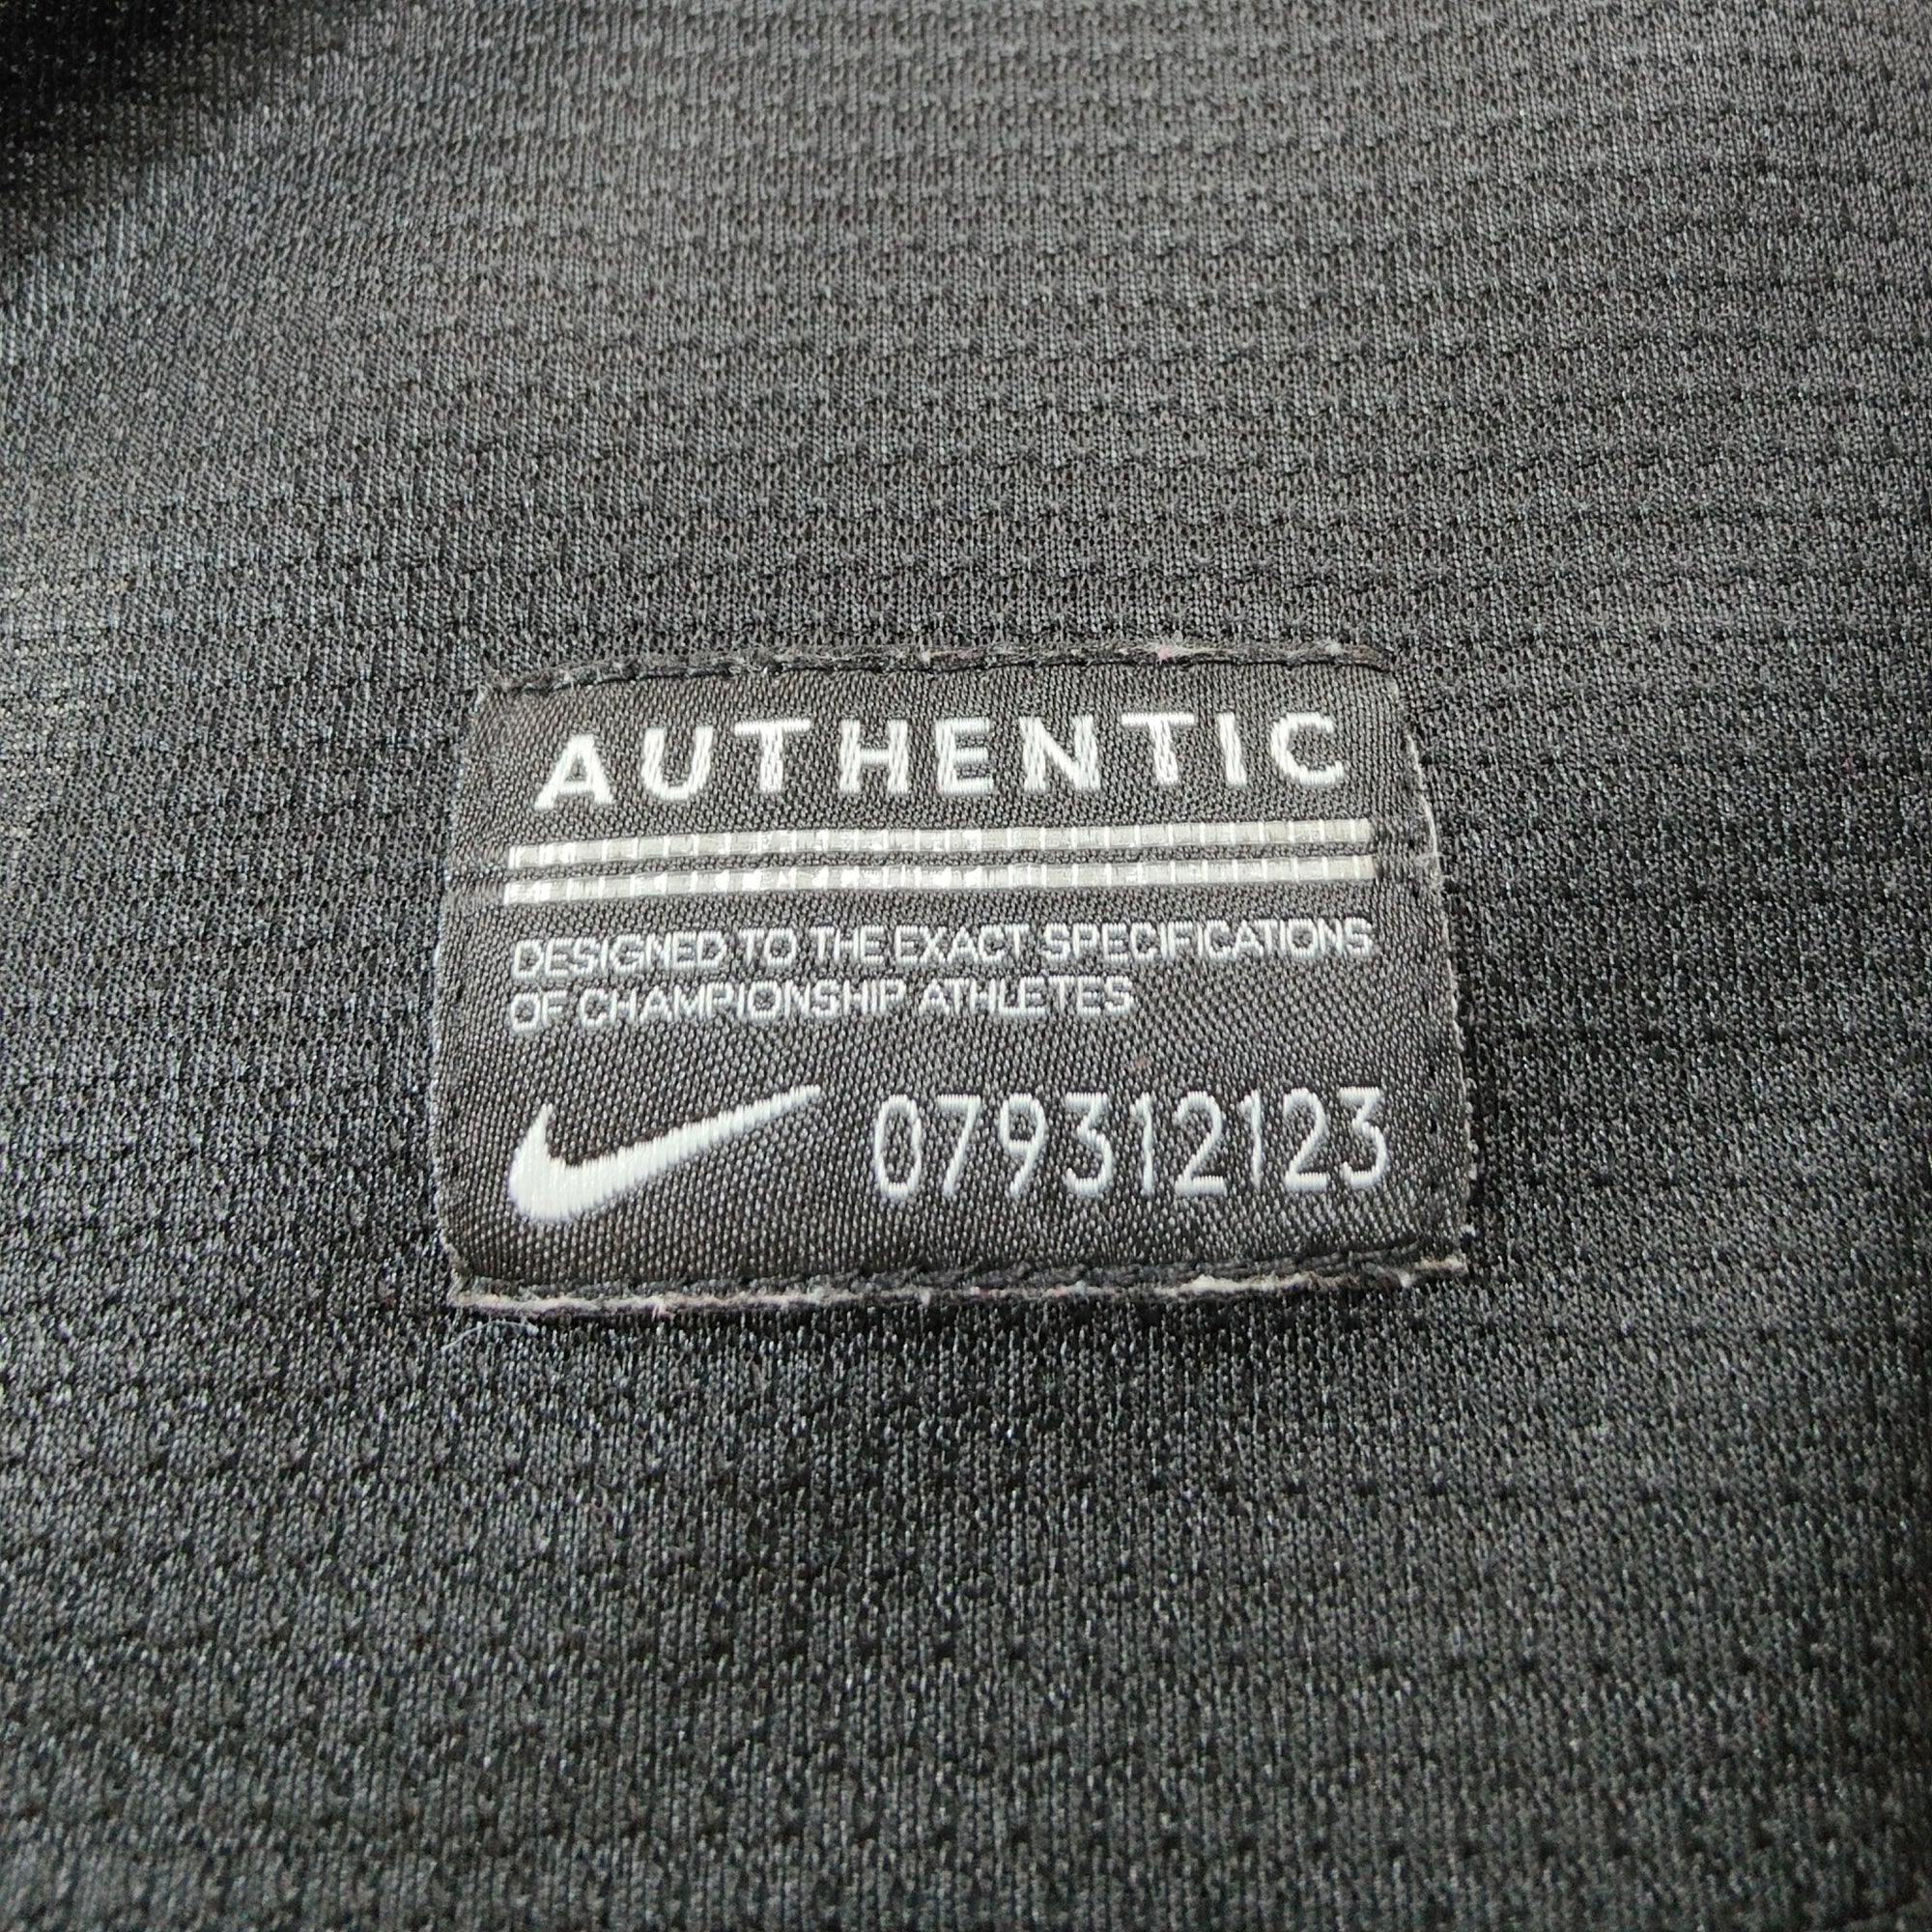 AUTHENTIC
DESIGNED TO THE EXACT SPECIFICATIONS
OF CHAMPIONSHIP ATHLETES
079312123